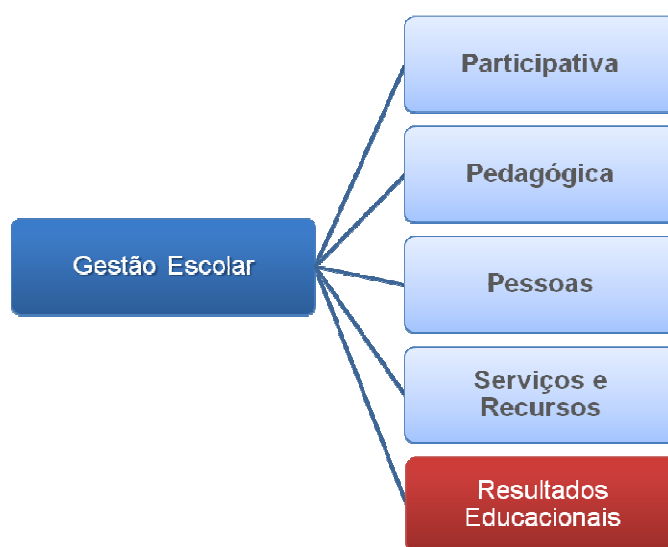 Participativa
Pedagógica
Gestão Escolar
Pessoas
Serviços e
Recursos
Resultados
Educacionais